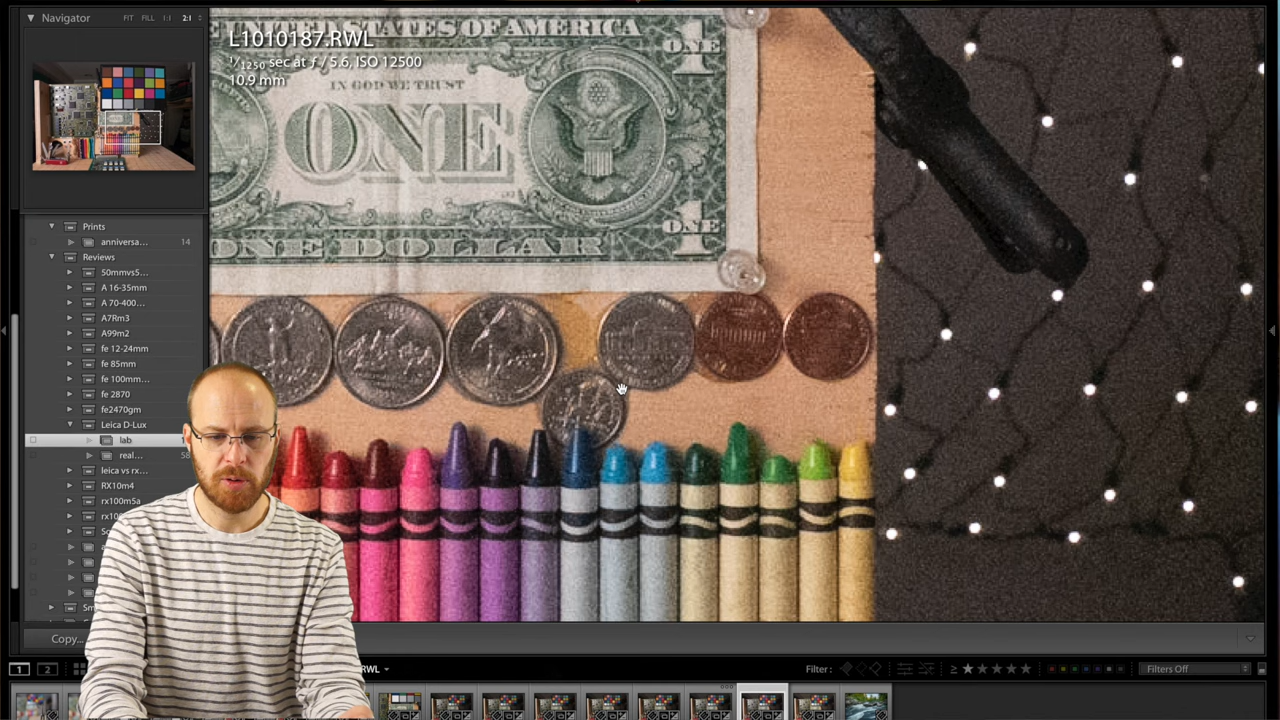 Navigator FIT FILL 1:1 2:1
L1010187.RWL
1/1250 sec at f / 5.6, ISO 12500
10.9 mm
STATES OF AMERICA
ONE
1
IN GOD WE TRUST
ONE
1
ONE
ONE DOLLAR
Prints
anniversa... 14
Reviews
50mmvs5...
A 16-35mm
A 70-400...
A7Rm3
A99m2
fe 12-24mm
fe 85mm
fe 100mm...
fe 2870
fe2470gm
Leica D-Lux
lab
real... 58
leica vs rx...
RX10m4
rx100m5a
Copy...
1 2
RWL
Filter :
≥
Filters Off